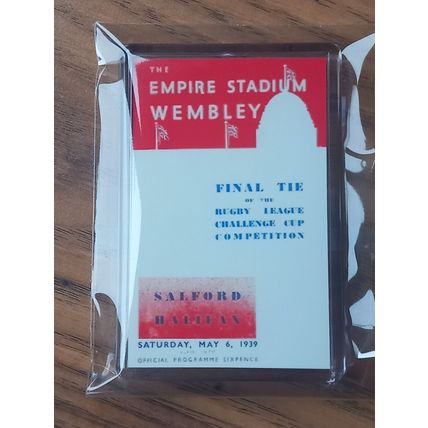 THE
EMPIRE STADIUM
WEMBLEY
FINAL TIE
OF THE
RUGBY LEAGUE
CHALLENGE CUP
COMPETITION
SALFORD
HALIFAX
SATURDAY, MAY 6, 1939
OFFICIAL PROGRAMME SIXPENCE